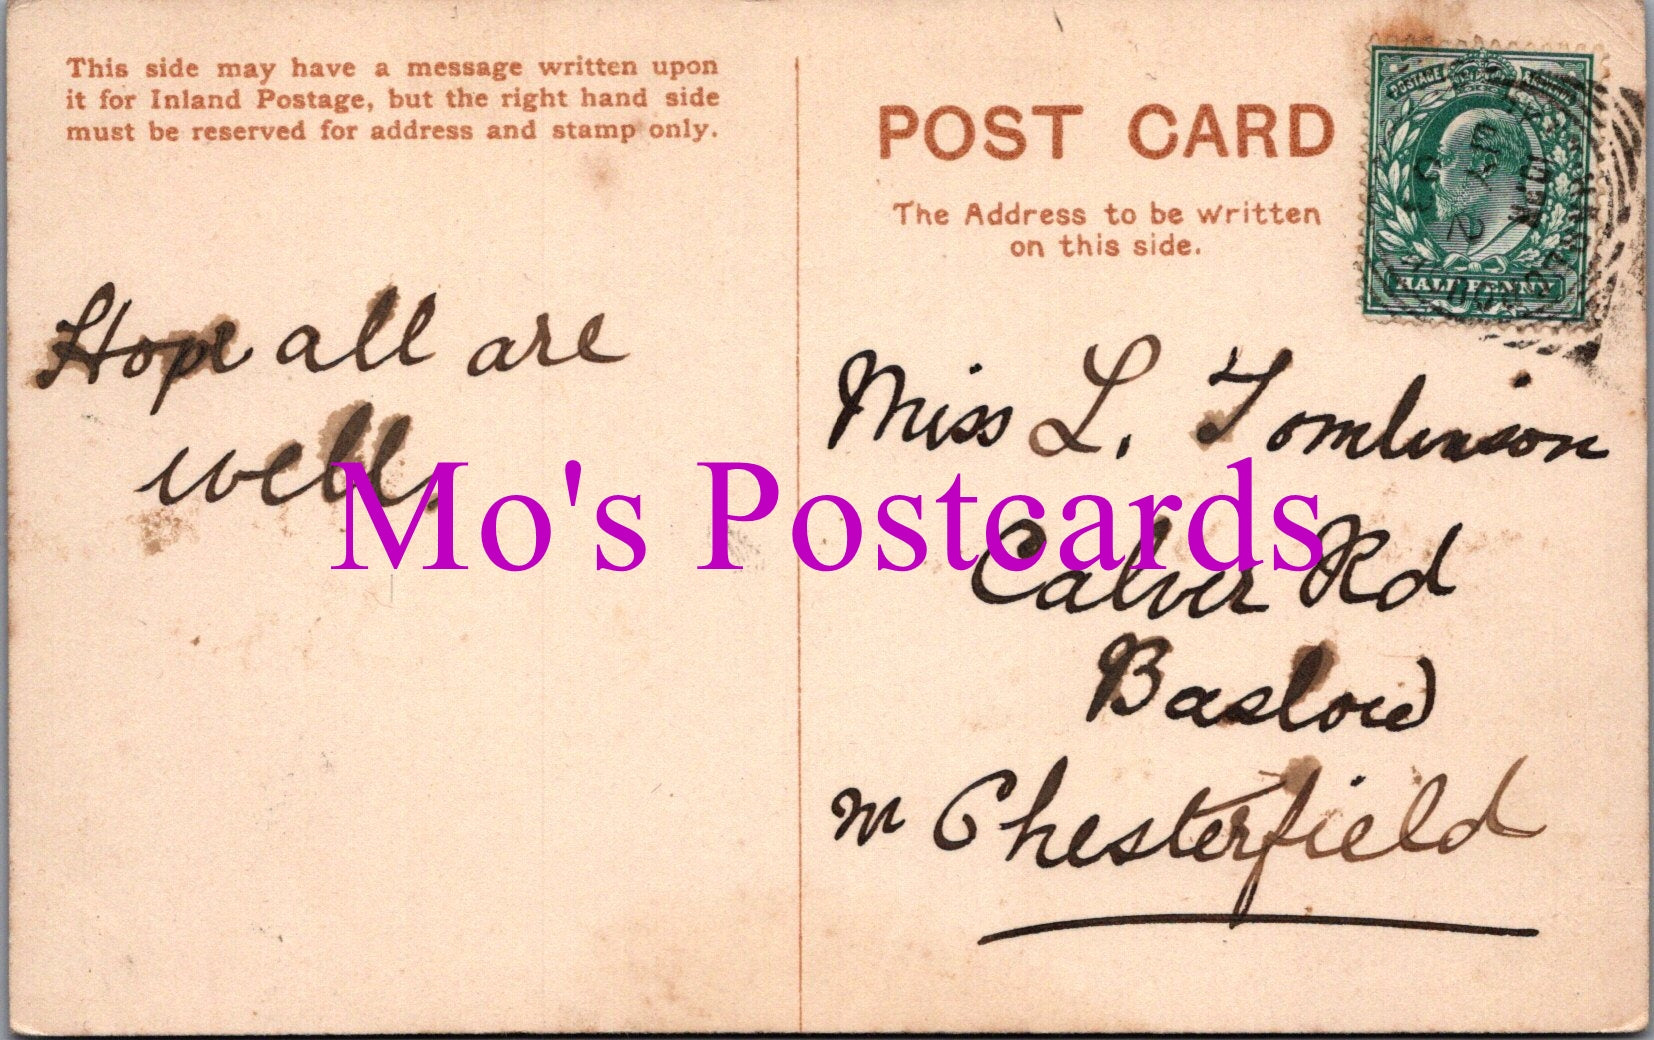 This side may have a message written upon
it for Inland Postage, but the right hand side
must be reserved for address and stamp only.
POST CARD
The Address to be written
on this side.
POSTAGE
HALFPENNY
Hope all are
well
Mo's Postcards
Miss L. Tomlinson
Calver Rd
Baslow
Nr Chesterfield